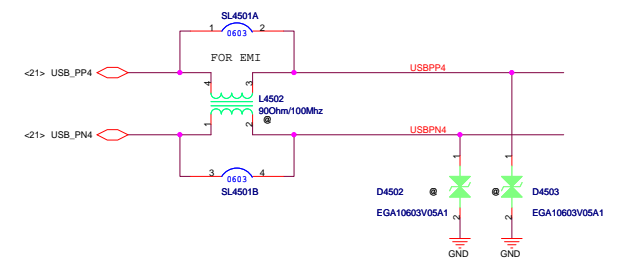 SL4501A
1 2
0603
FOR EMI
<21> USB_PP4
USBPP4
4 3
L4502
90Ohm/100Mhz
@
1 2
<21> USB_PN4
USBPN4
3 4
0603
SL4501B
1 1
D4502 @ @ D4503
EGA10603V05A1 EGA10603V05A1
2 2
GND GND